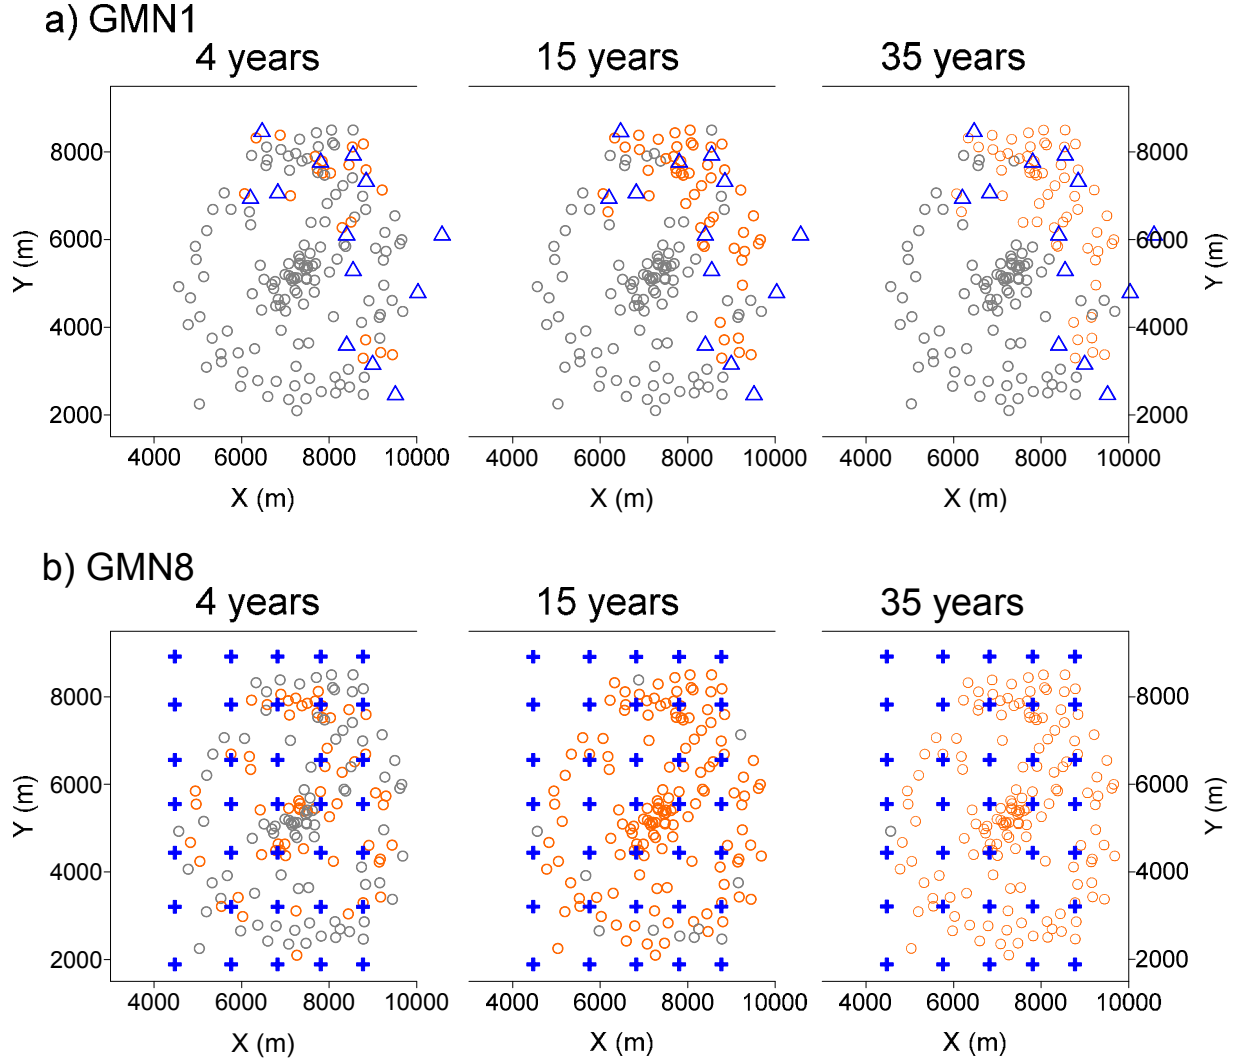 a) GMN1
4 years 15 years 35 years
8000 8000
6000 6000
4000 4000
2000 2000
Y (m) Y (m)
4000 6000 8000 10000 4000 6000 8000 10000 4000 6000 8000 10000
X (m) X (m) X (m)
b) GMN8
4 years 15 years 35 years
8000 8000
6000 6000
4000 4000
2000 2000
Y (m) Y (m)
4000 6000 8000 10000 4000 6000 8000 10000 4000 6000 8000 10000
X (m) X (m) X (m)